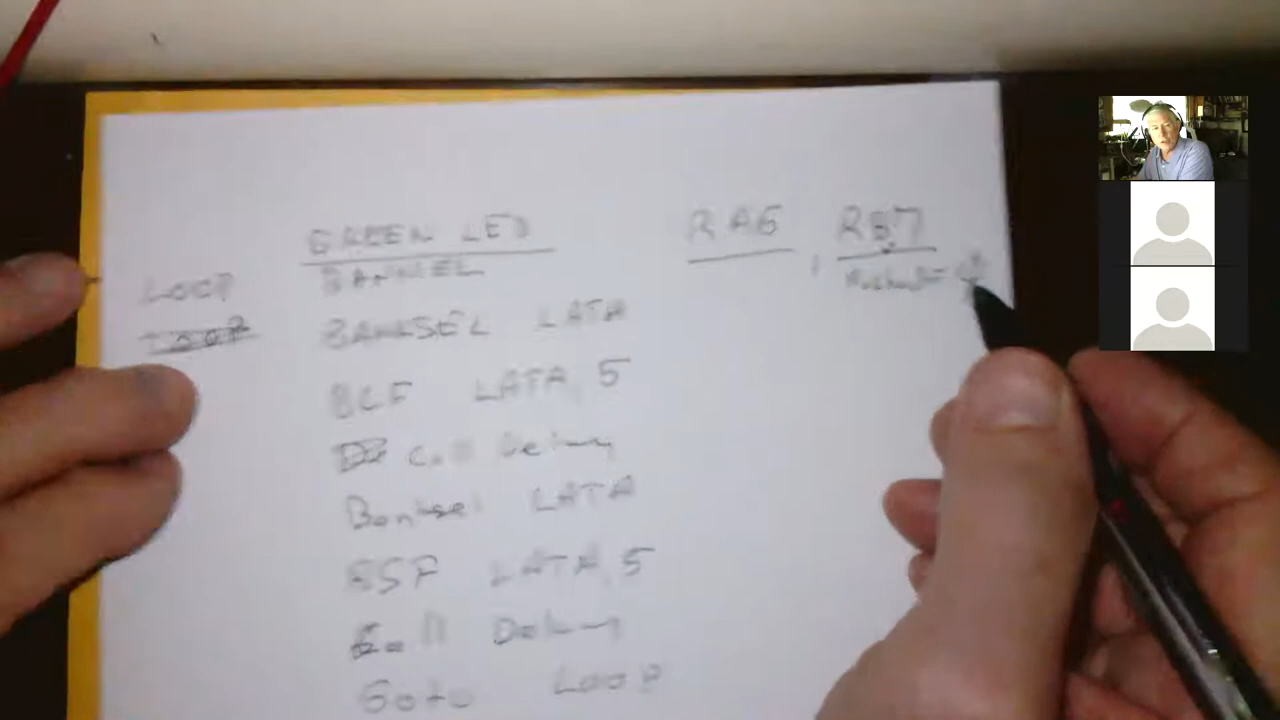 GREEN LED
RA6, RB7
LOOP BANKSEL
BANKSEL LATA
BCF LATA, 5
Call Delay
Banksel LATA
BSF LATA, 5
Call Delay
Goto LOOP